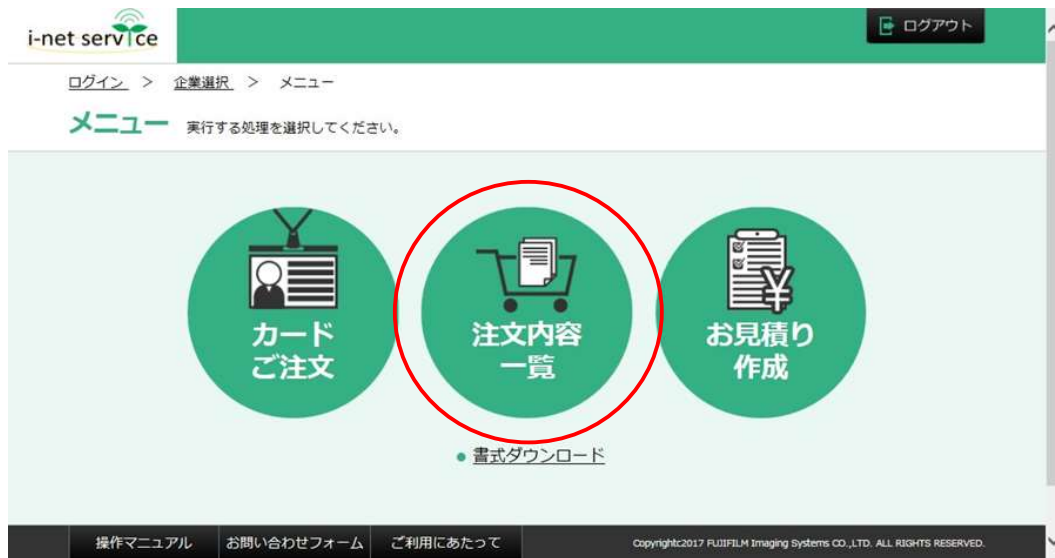 i-net service
ログアウト
ログイン > 企業選択 > メニュー
メニュー 実行する処理を選択してください。
カード
ご注文
注文内容
一覧
お見積り
作成
書式ダウンロード
操作マニュアル お問い合わせフォーム ご利用にあたって Copyrightc2017 FUJIFILM Imaging Systems CO.,LTD. ALL RIGHTS RESERVED.